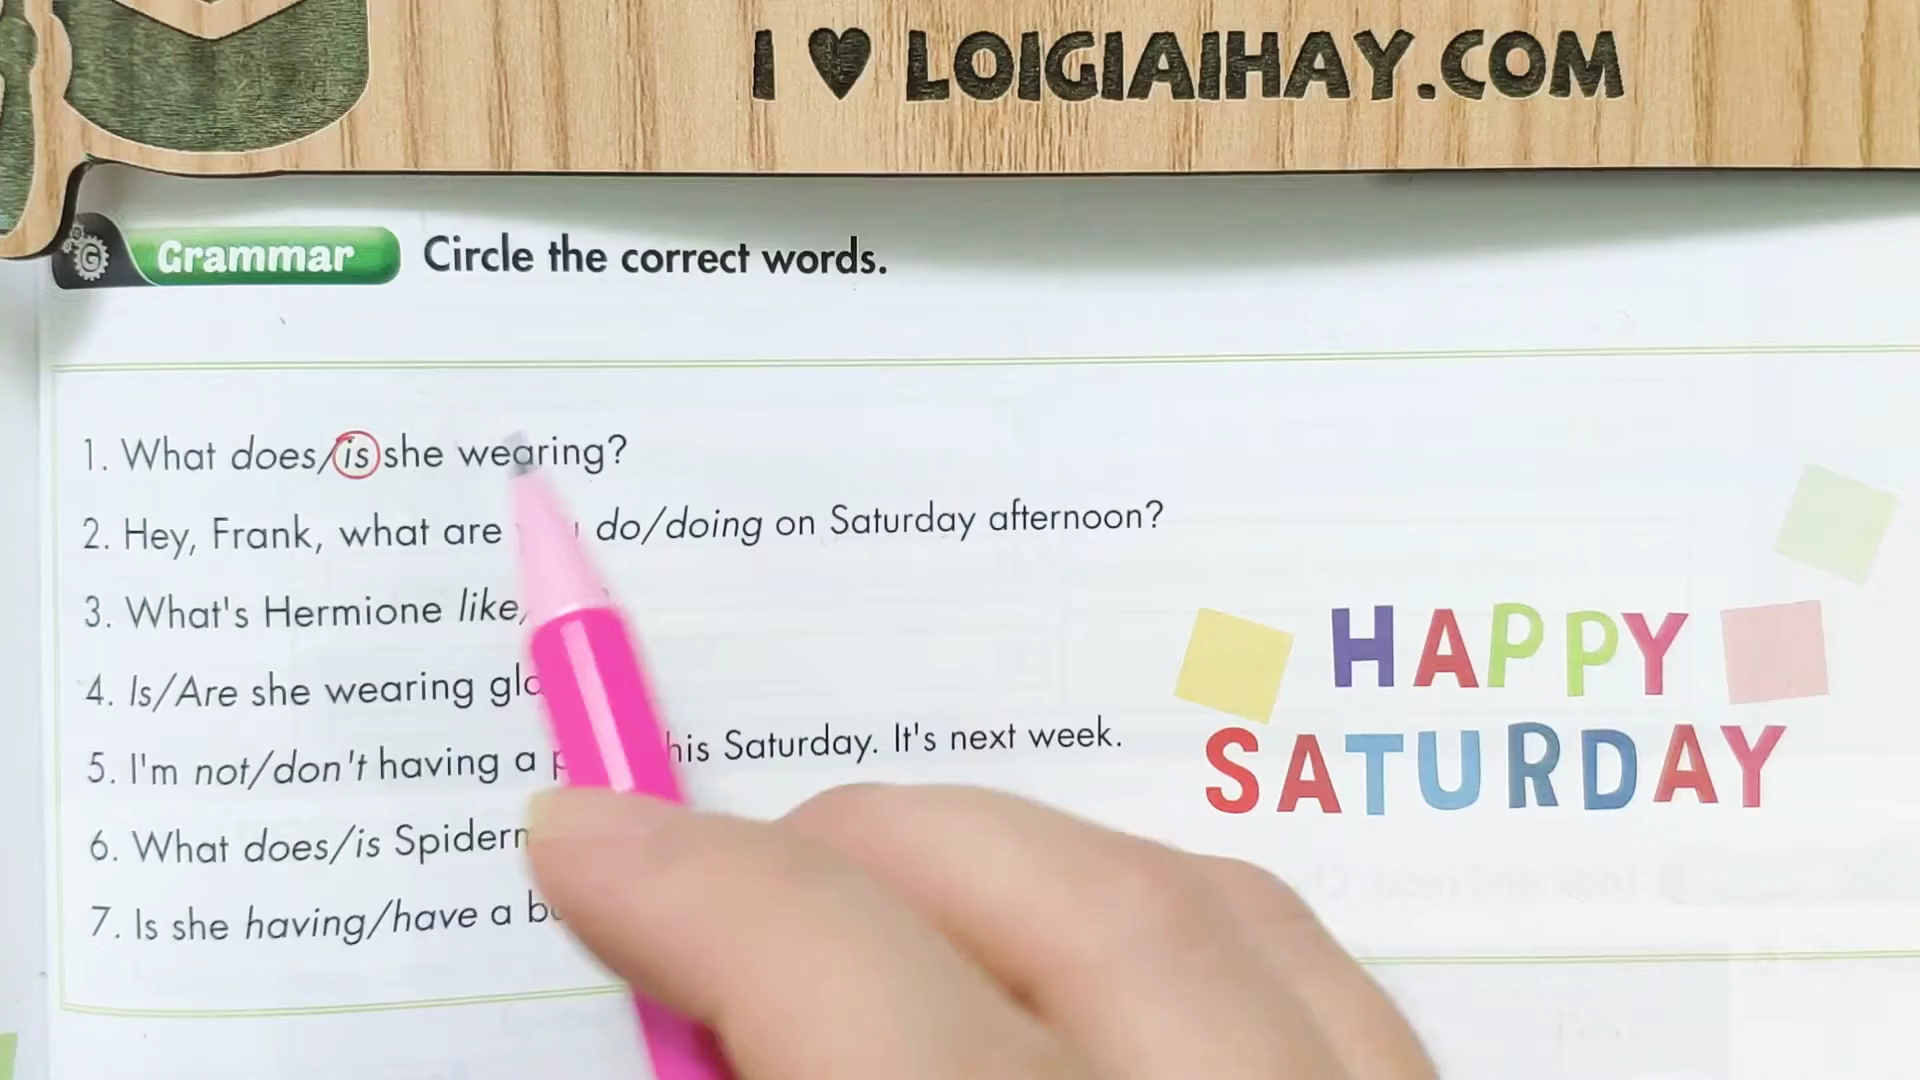 I ♥ LOIGIAIHAY.COM
Grammar Circle the correct words.
1. What does/is she wearing?
2. Hey, Frank, what are do/doing on Saturday afternoon?
3. What's Hermione like/
4. Is/Are she wearing
5. I'm not/don't having a his Saturday. It's next week.
6. What does/is
7. Is she having/have a
HAPPY
SATURDAY